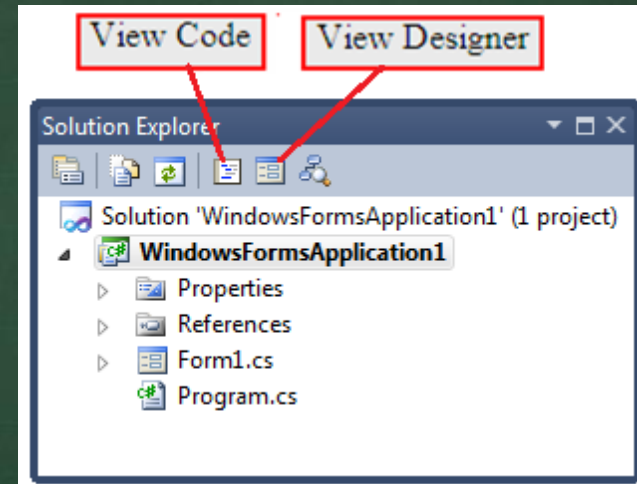 View Code View Designer
Solution Explorer
Solution 'WindowsFormsApplication1' (1 project)
WindowsFormsApplication1
Properties
References
Form1.cs
Program.cs